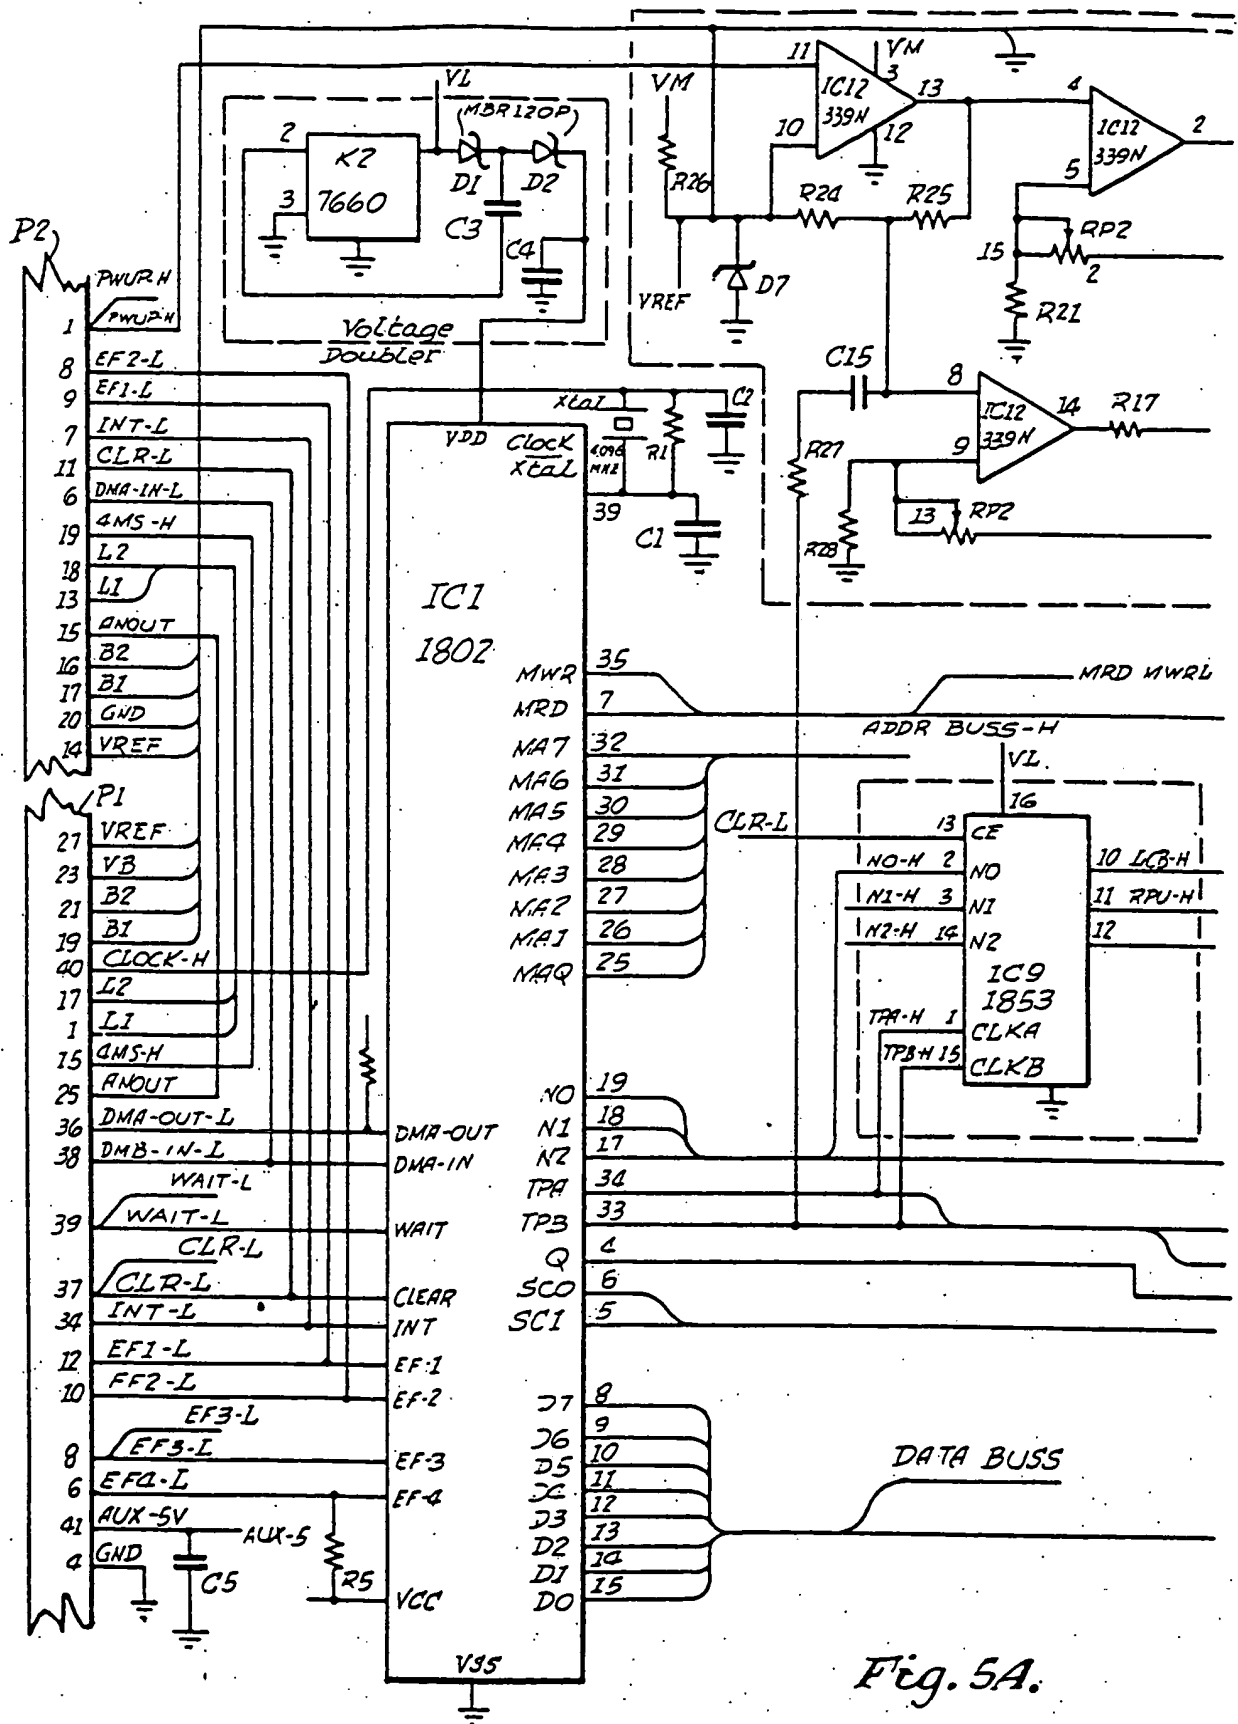 P2
PWUP-H
1 PWUP-H
8 EF2-L
9 EF1-L
7 INT-L
11 CLR-L
6 DMA-IN-L
19 4MS-H
18 L2
13 L1
15 ANOUT
16 B2
17 B1
20 GND
14 VREF
P1
27 VREF
23 VB
21 B2
19 B1
40 CLOCK-H
17 L2
1 L1
15 4MS-H
25 ANOUT
36 DMA-OUT-L
38 DMB-IN-L
WAIT-L
39 WAIT-L
CLR-L
37 CLR-L
34 INT-L
12 EF1-L
10 FF2-L
EF3-L
8 EF3-L
6 EF4-L
41 AUX-5V AUX-5
4 GND
C5
R5
VL
MBR120P
2 K2
3 7660
D1 D2
C3
C4
Voltage
Doubler
VDD Clock
Xtal
Xtal
4.096
MHZ
R1
C2
39
C1
IC1
1802
DMA-OUT
DMA-IN
WAIT
CLEAR
INT
EF-1
EF-2
EF-3
EF-4
VCC
VSS
MWR 35
MRD 7
MA7 32
MA6 31
MA5 30
MA4 29
MA3 28
MA2 27
MA1 26
MAQ 25
NO 19
N1 18
N2 17
TPA 34
TPB 33
Q 4
SCO 6
SC1 5
D7 8
D6 9
D5 10
11
D3 12
D2 13
D1 14
DO 15
MRD MWRL
ADDR BUSS-H
DATA BUSS
VM
R26
VREF
D7
11 VM
IC12 3
339N 13
10 12
R24 R25
4 IC12
339N 2
5
RP2
15 2
R21
C15
R27
8 IC12
339N 14 R17
9
13 RP2
R28
VL
16
CLR-L 13 CE
NO-H 2 NO
N1-H 3 N1
N2-H 14 N2
10 LCB-H
11 RPU-H
12
IC9
1853
TPA-H 1 CLKA
TPB-H 15 CLKB
Fig. 5A.